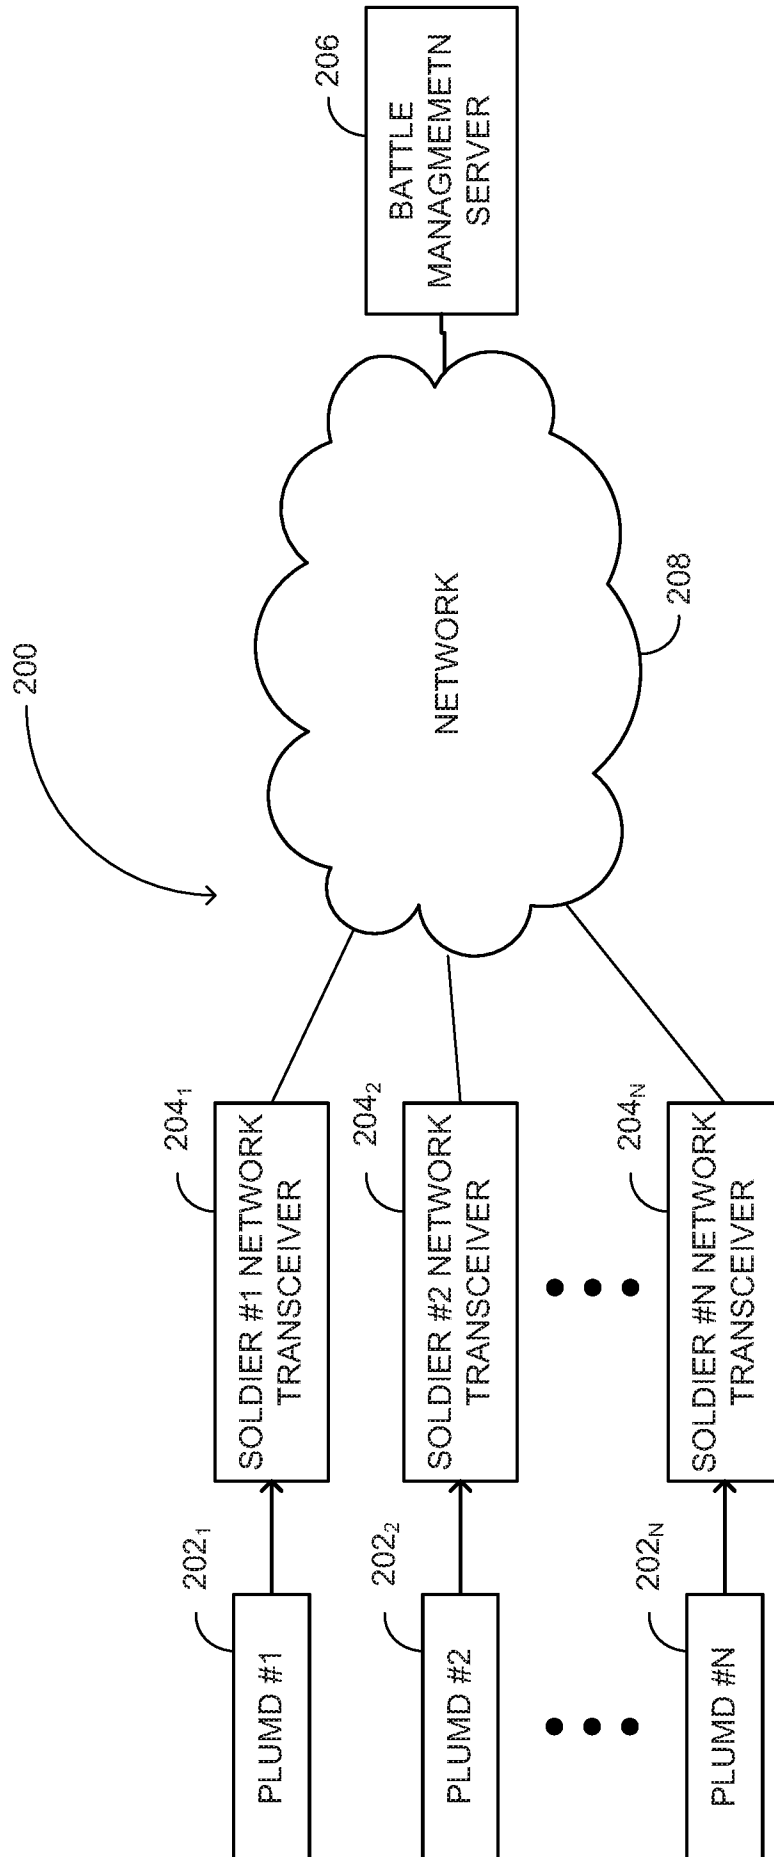 200
202₁
PLUMD #1
204₁
SOLDIER #1 NETWORK
TRANSCEIVER
202₂
PLUMD #2
204₂
SOLDIER #2 NETWORK
TRANSCEIVER
202N
PLUMD #N
204N
SOLDIER #N NETWORK
TRANSCEIVER
NETWORK
208
206
BATTLE
MANAGMEMETN
SERVER